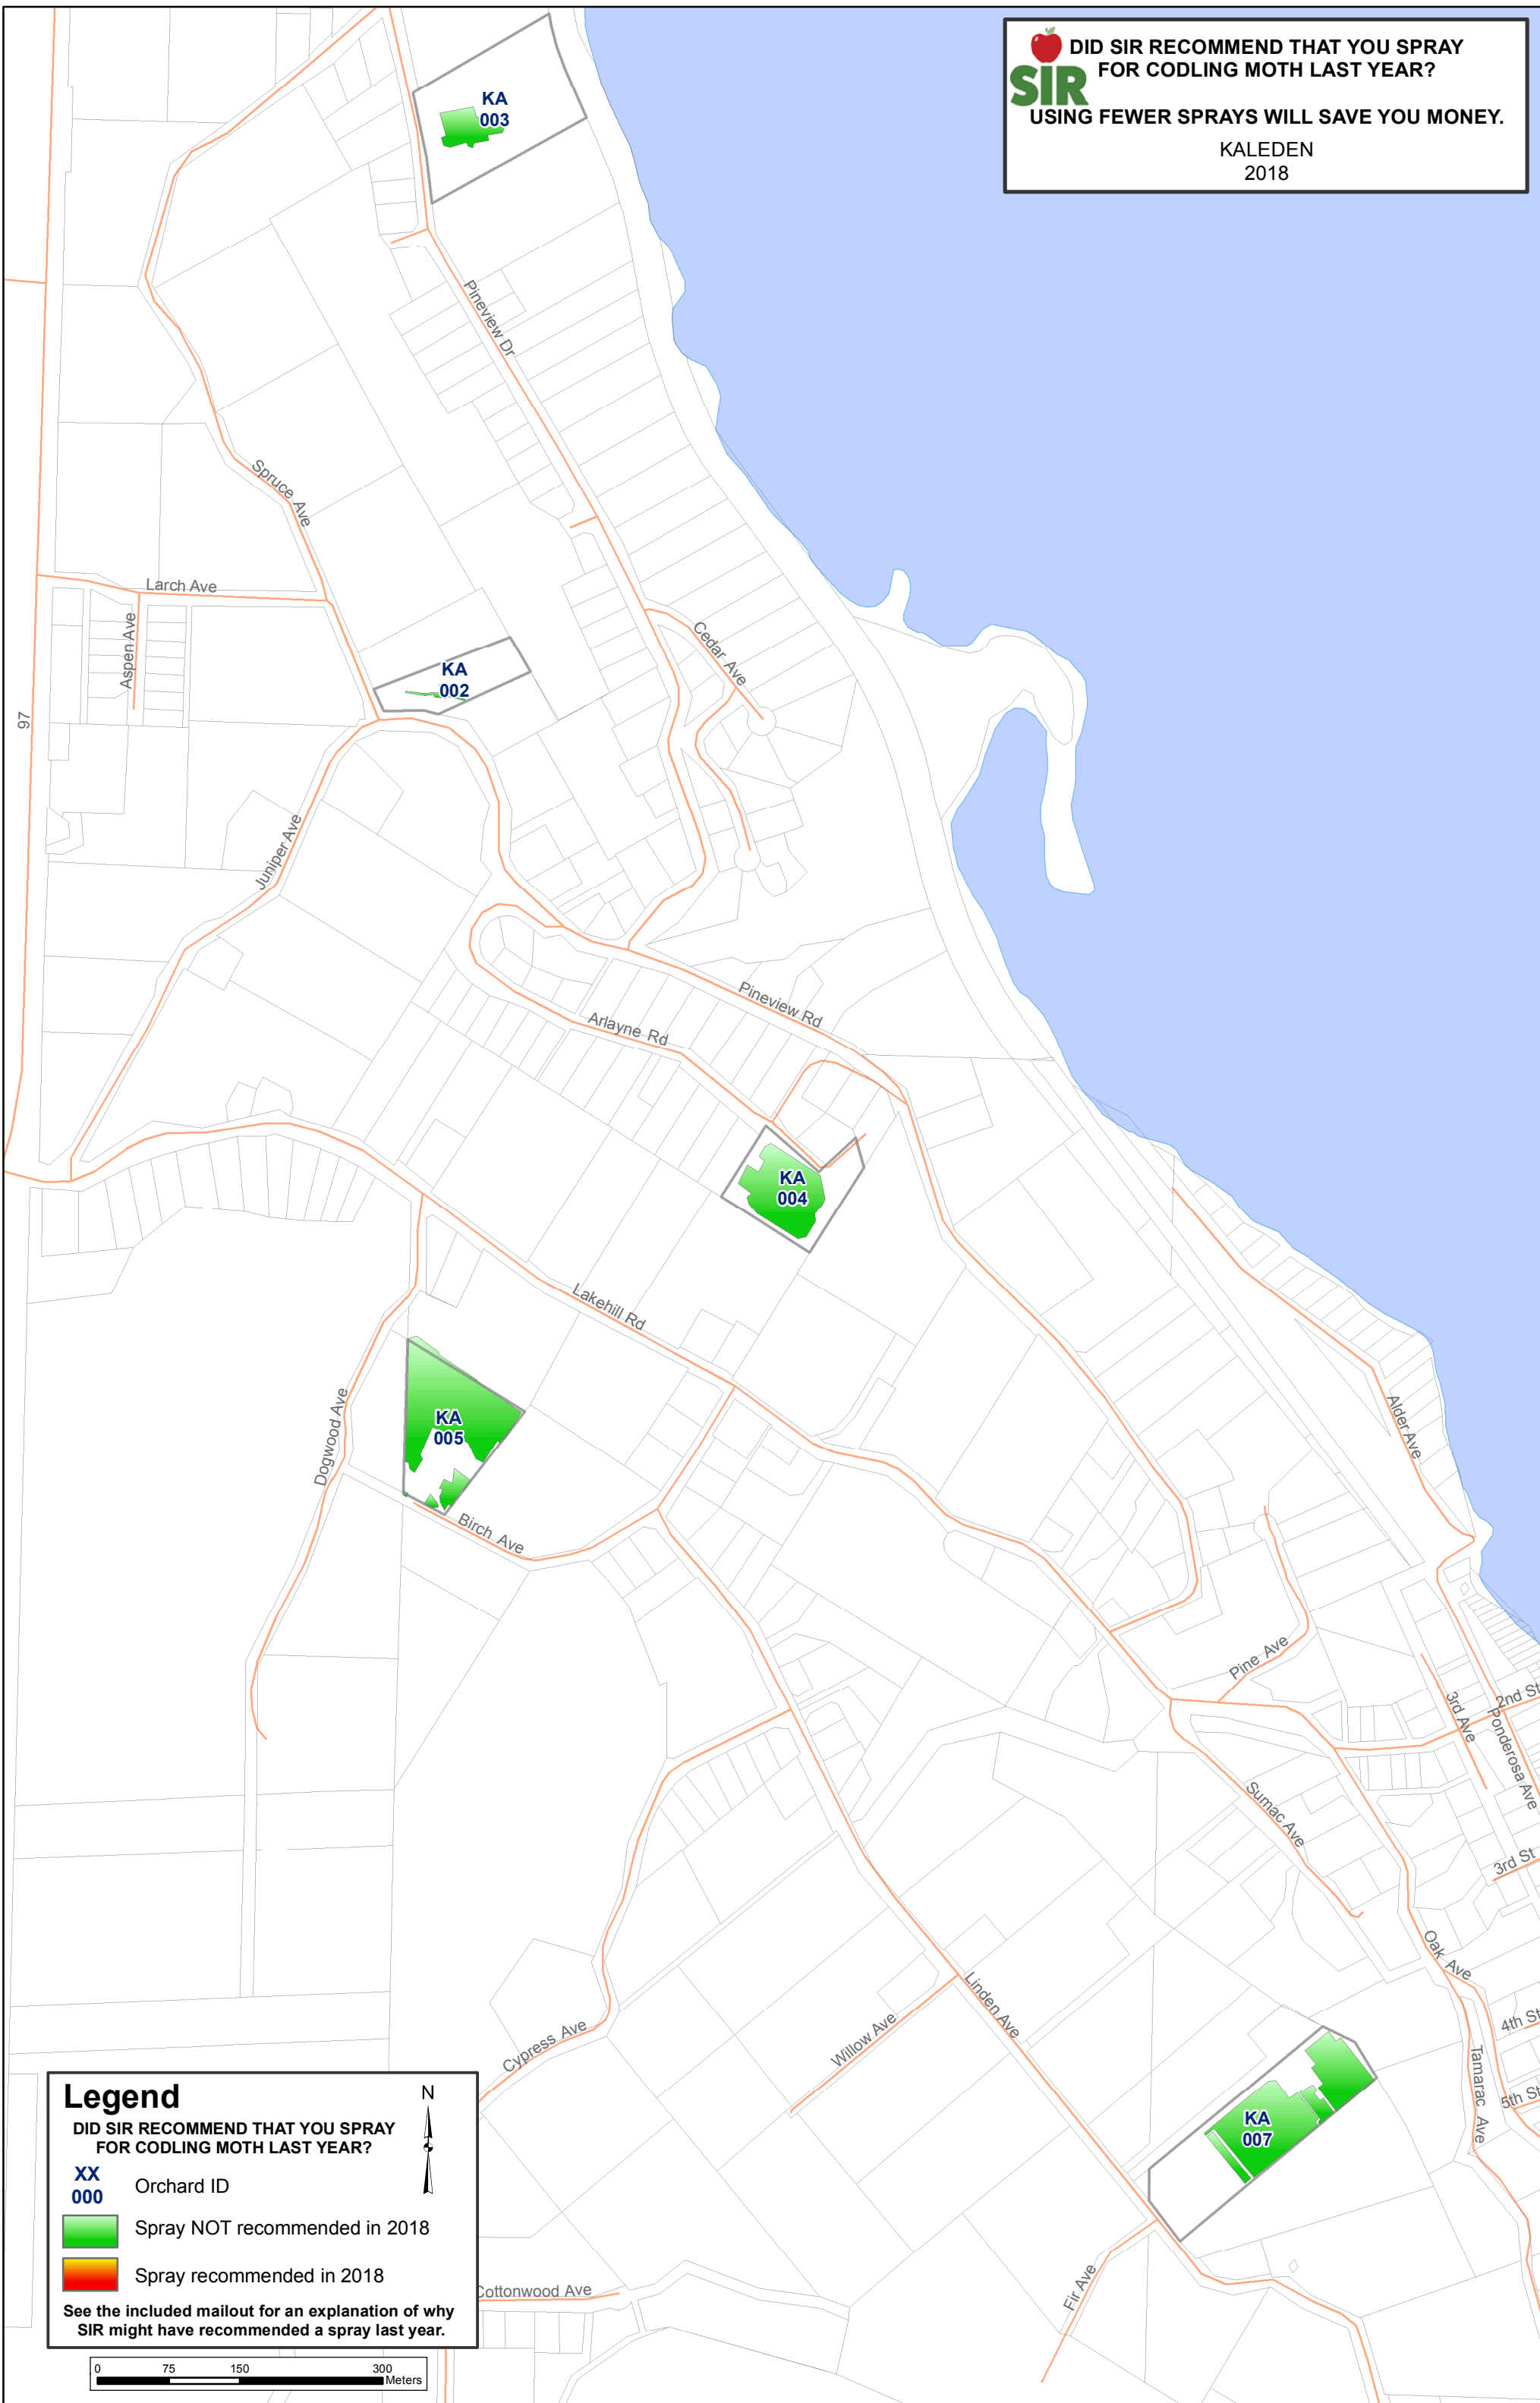 SIR
DID SIR RECOMMEND THAT YOU SPRAY
FOR CODLING MOTH LAST YEAR?
USING FEWER SPRAYS WILL SAVE YOU MONEY.
KALEDEN
2018
KA
003
Pineview Dr
Spruce Ave
Larch Ave
Aspen Ave
Cedar Ave
KA
002
97
Juniper Ave
Pineview Rd
Arlayne Rd
KA
004
Lakehill Rd
Dogwood Ave
KA
005
Birch Ave
Alder Ave
Pine Ave
3rd Ave
2nd St
Ponderosa Ave
Sumac Ave
3rd St
Oak Ave
Linden Ave
Willow Ave
Cypress Ave
4th St
Tamarac Ave
5th St
KA
007
Fir Ave
Cottonwood Ave
Legend
N
DID SIR RECOMMEND THAT YOU SPRAY
FOR CODLING MOTH LAST YEAR?
XX
000
Orchard ID
Spray NOT recommended in 2018
Spray recommended in 2018
See the included mailout for an explanation of why
SIR might have recommended a spray last year.
0 75 150 300
Meters